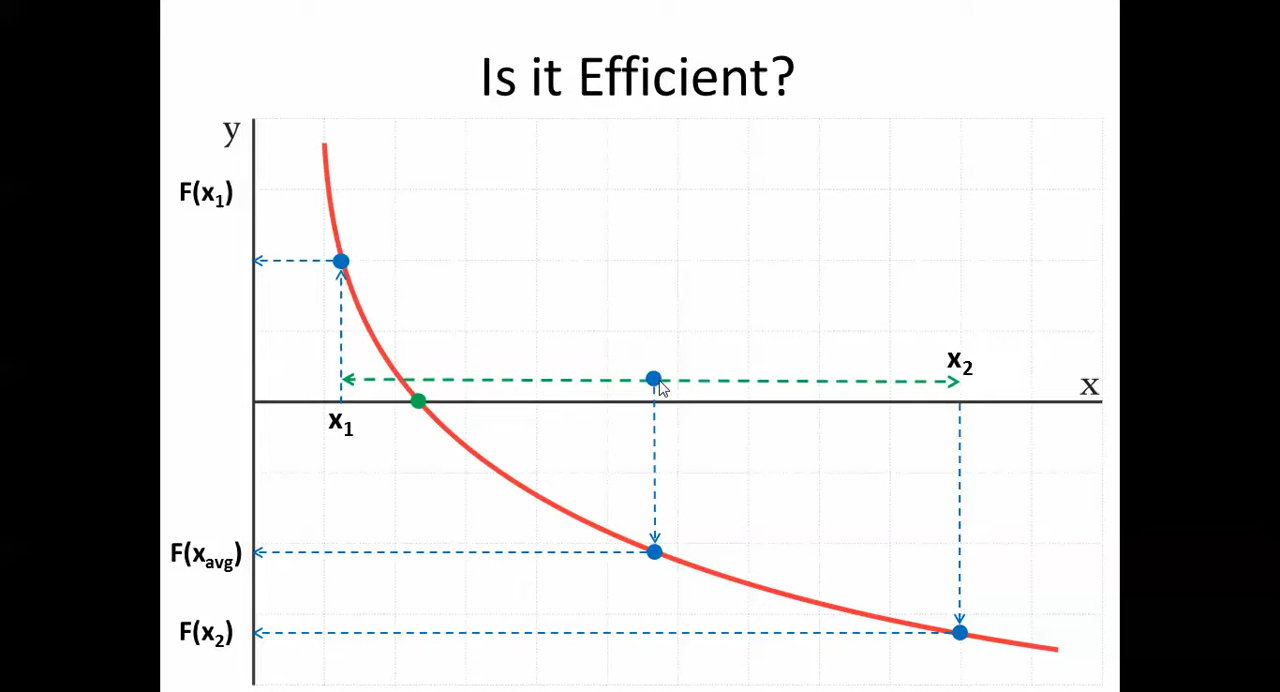 Is it Efficient?
y
F(x₁)
x₂
x
x₁
F(xavg)
F(x₂)